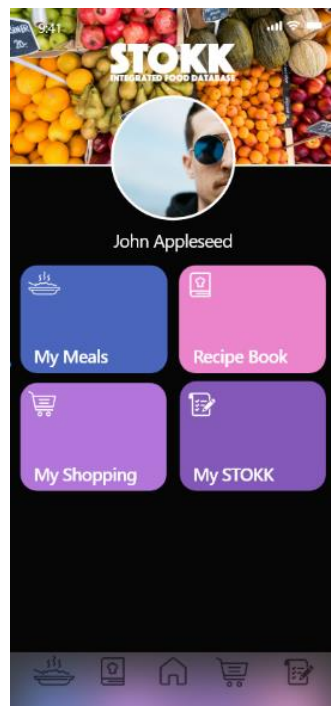 9:41
STOKK
INTEGRATED FOOD DATABASE
John Appleseed
My Meals
Recipe Book
My Shopping
My STOKK